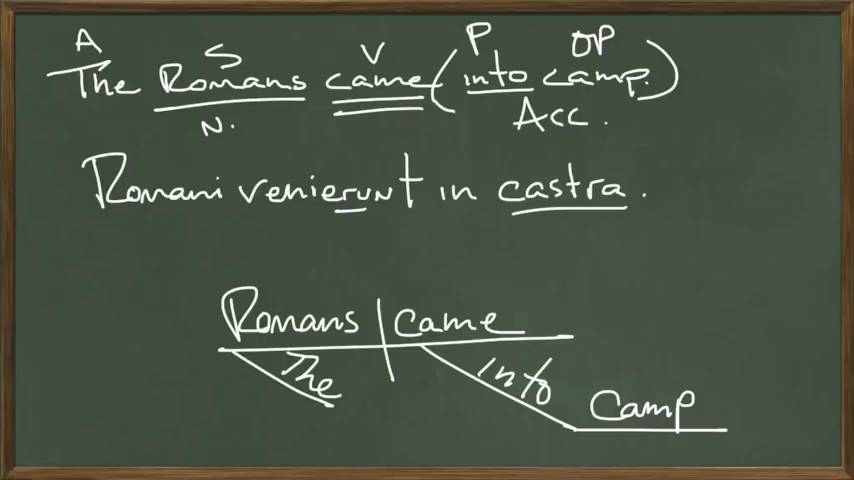 A S V P OP
The Romans came (into camp.)
N. Acc.
Romani venierunt in castra.
Romans came
The into
Camp